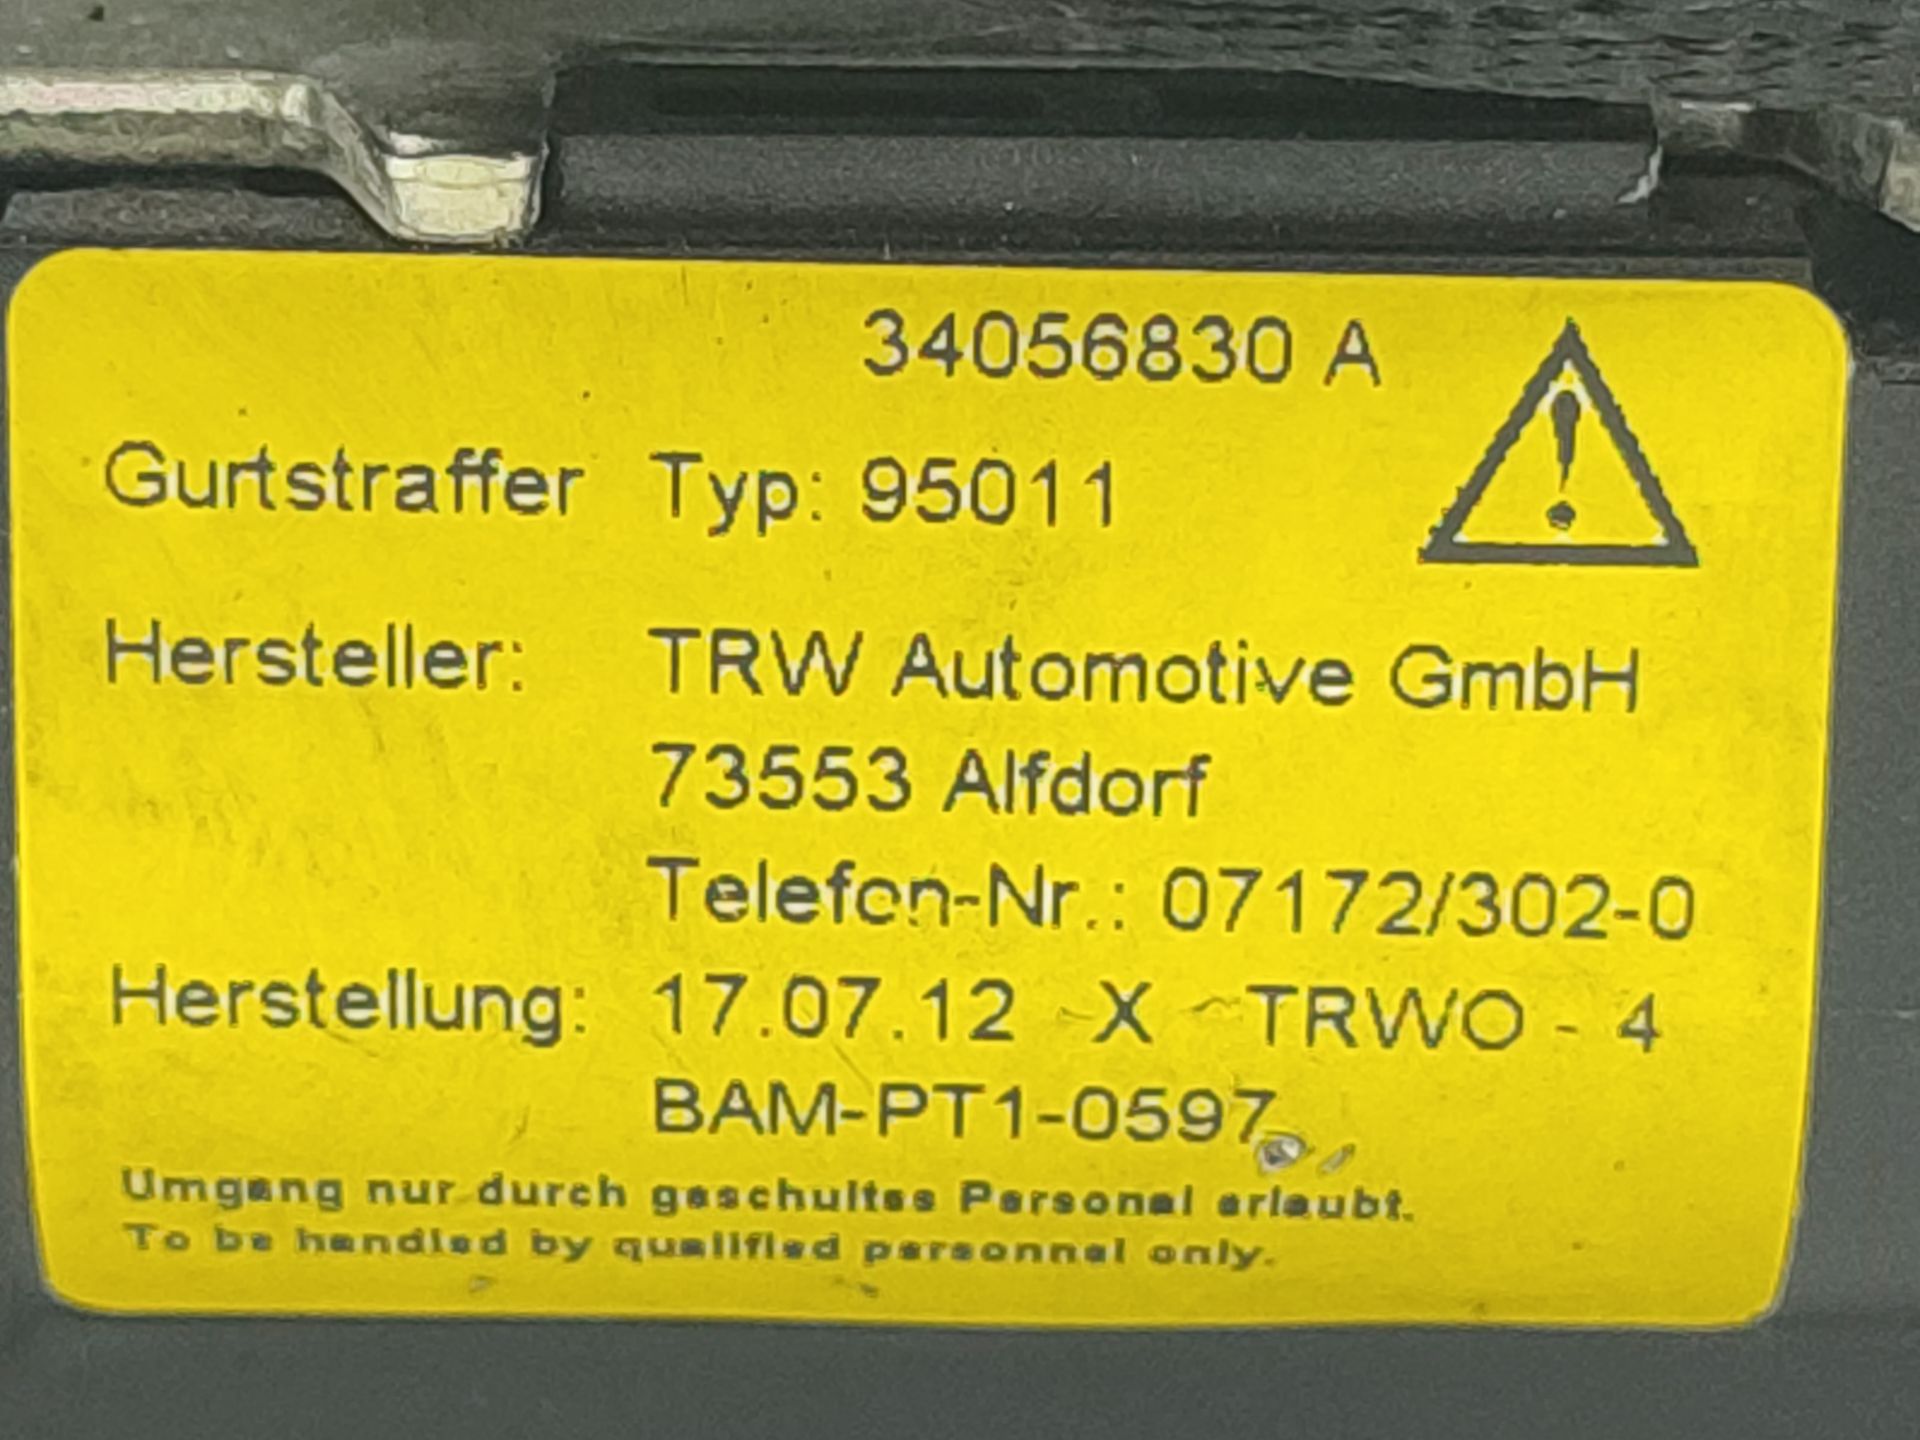 34056830 A
Gurtstraffer Typ: 95011
Hersteller: TRW Automotive GmbH
73553 Alfdorf
Telefon-Nr.: 07172/302-0
Herstellung: 17.07.12 X TRWO - 4
BAM-PT1-0597
Umgang nur durch geschultes Personal erlaubt.
To be handled by qualified personnel only.